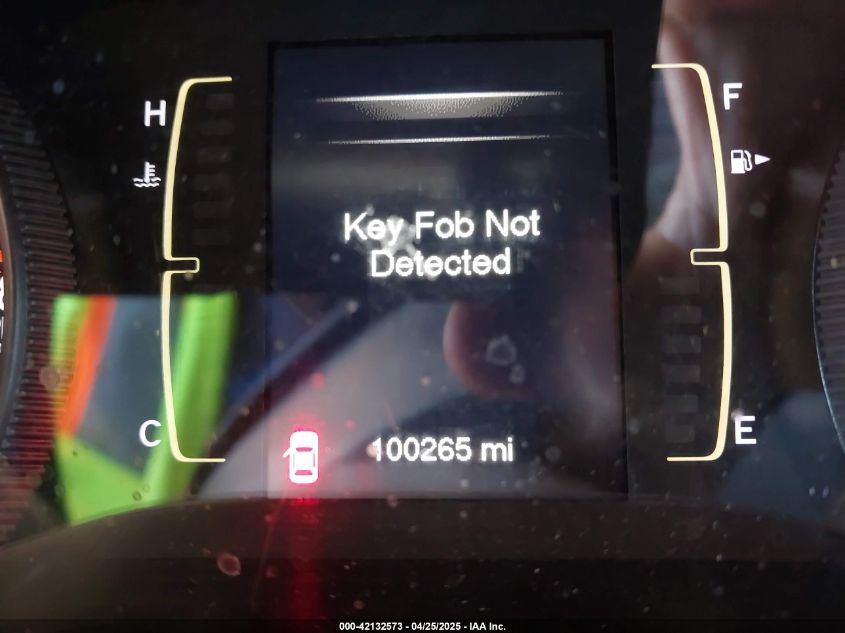 H
F
Key Fob Not
Detected
C
100265 mi
E
000-42132573 - 04/25/2025 - IAA Inc.